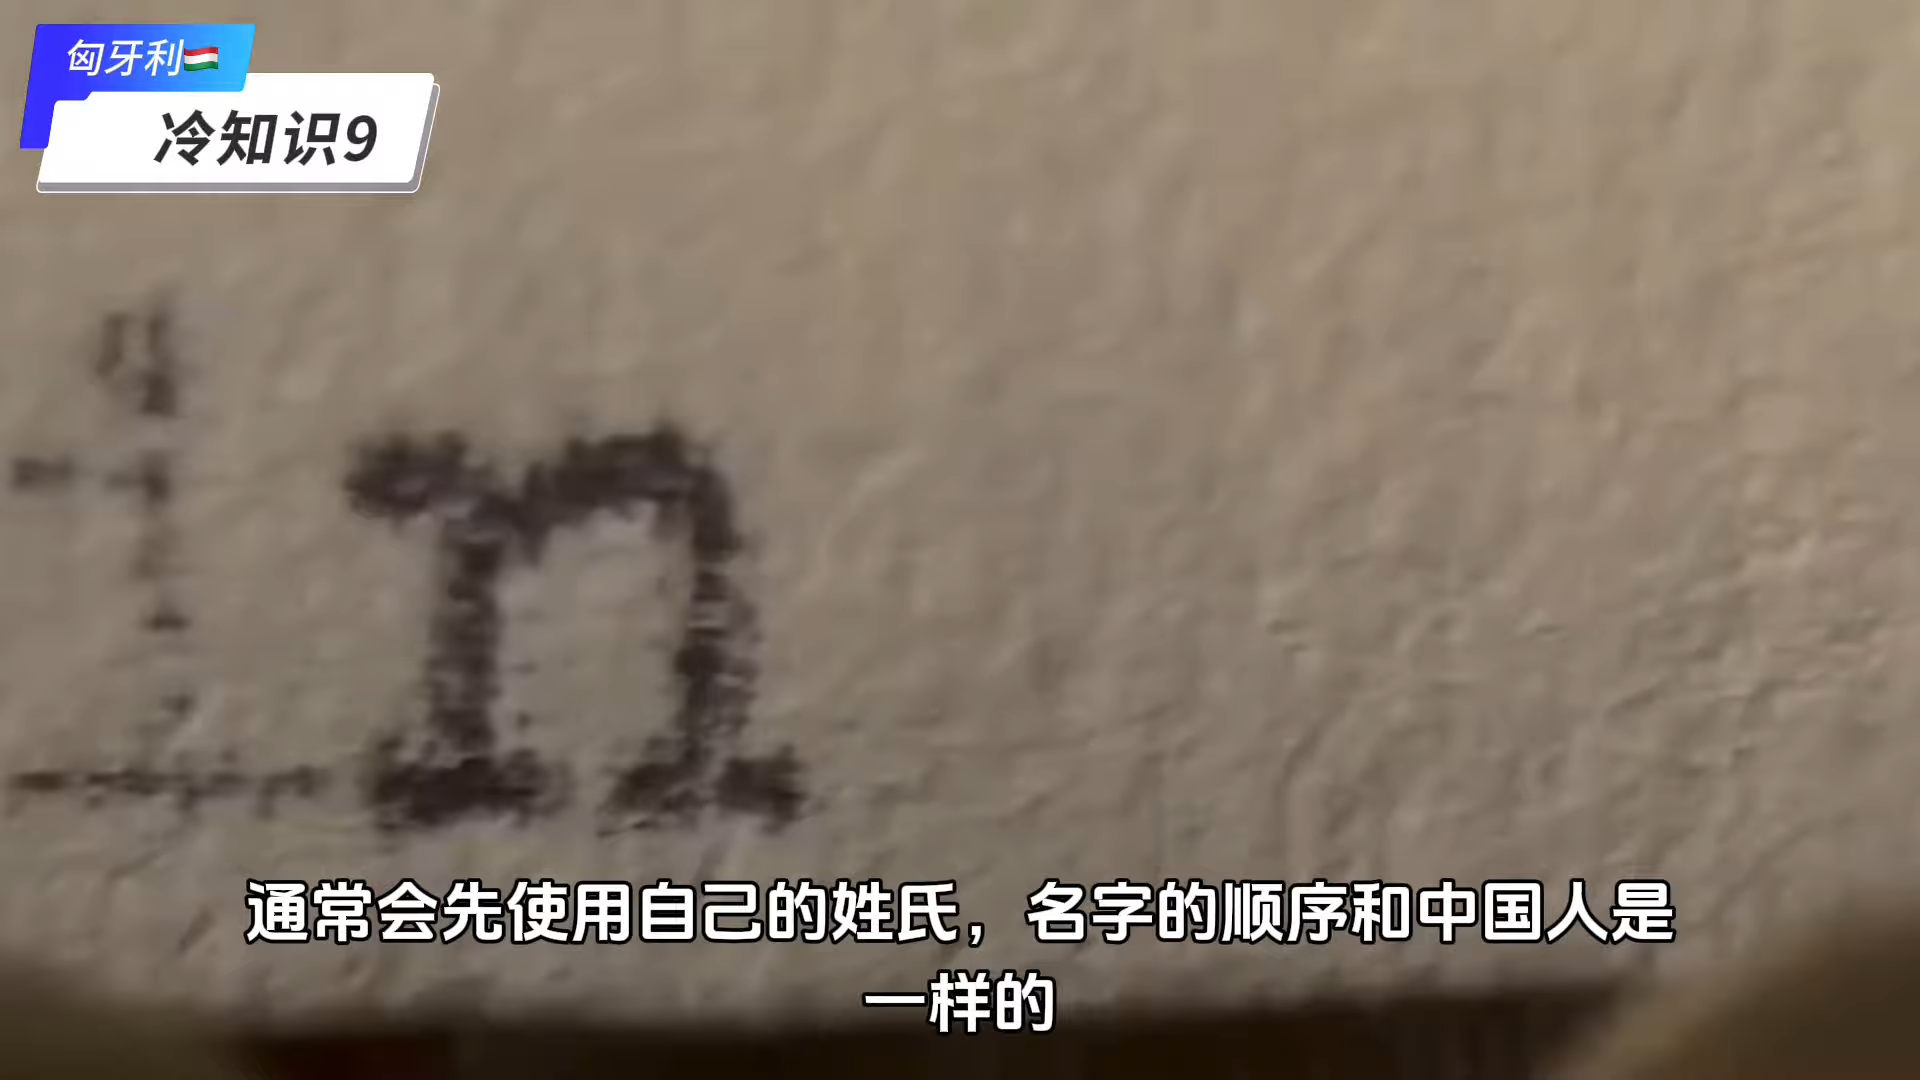 匈牙利🇭🇺
冷知识9
n
通常会先使用自己的姓氏，名字的顺序和中国人是
一样的